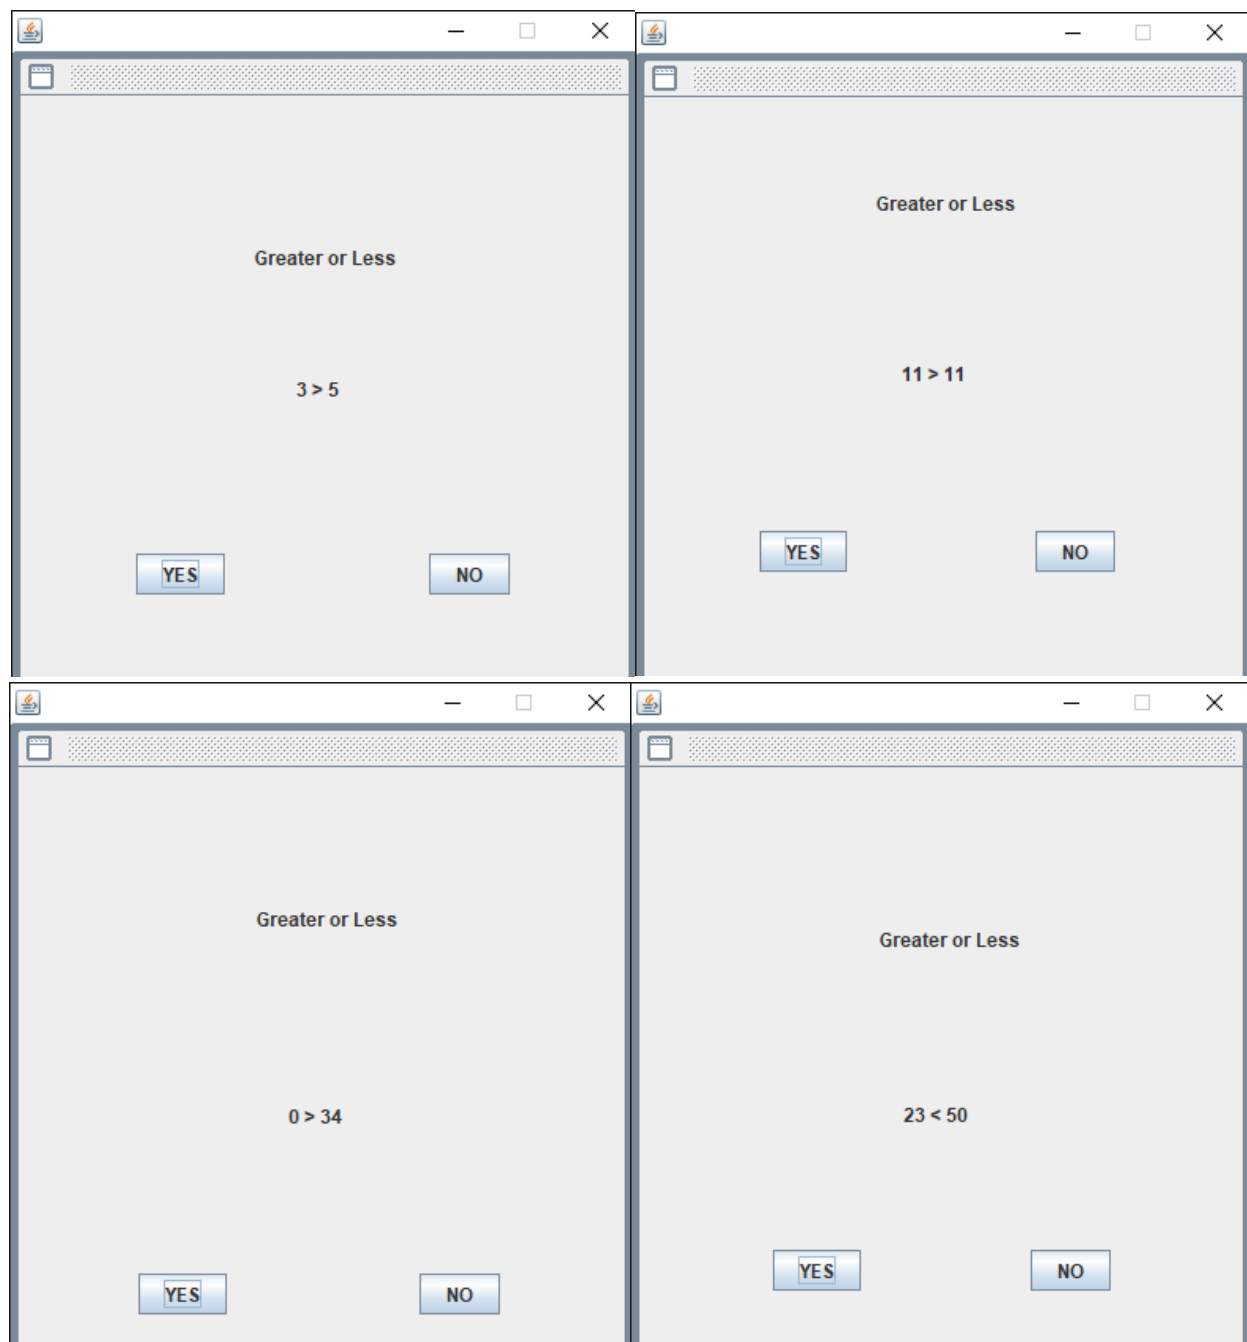 Greater or Less
3 > 5
YES NO
Greater or Less
11 > 11
YES NO
Greater or Less
0 > 34
YES NO
Greater or Less
23 < 50
YES NO